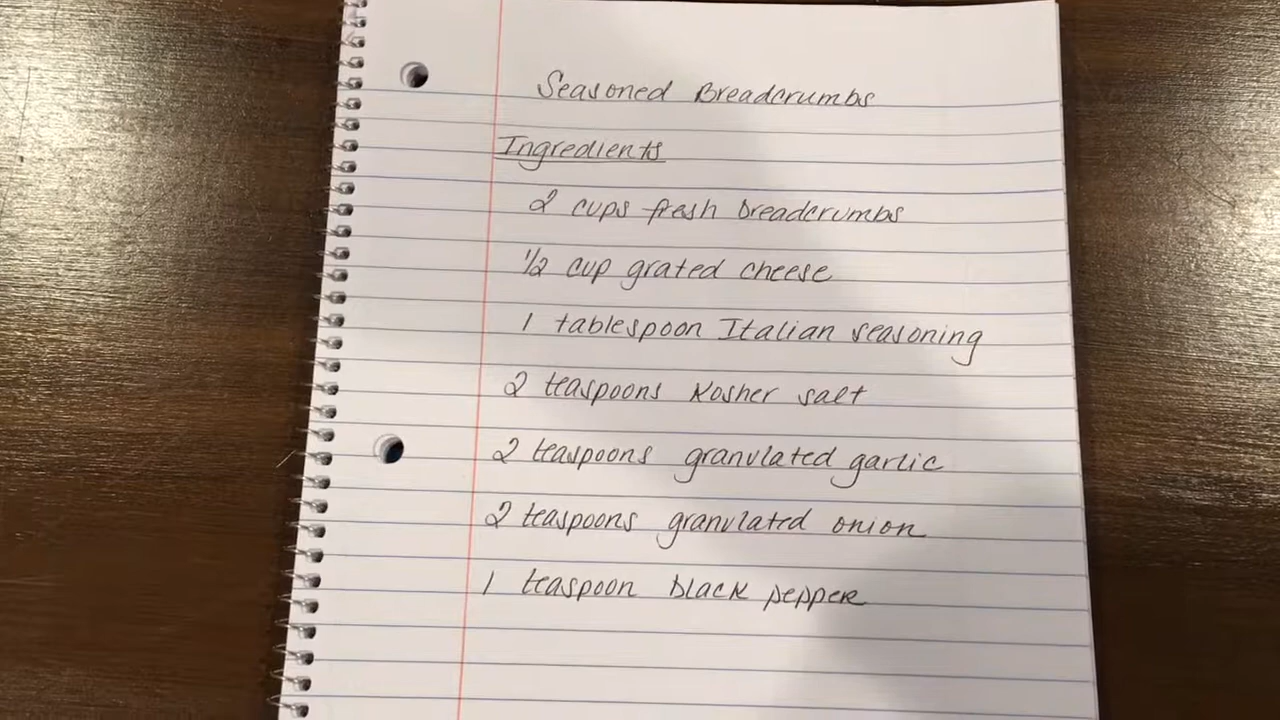 Seasoned Breadcrumbs
Ingredients
2 cups fresh breadcrumbs
1/2 cup grated cheese
1 tablespoon Italian seasoning
2 teaspoons Kosher salt
2 teaspoons granulated garlic
2 teaspoons granulated onion
1 teaspoon black pepper